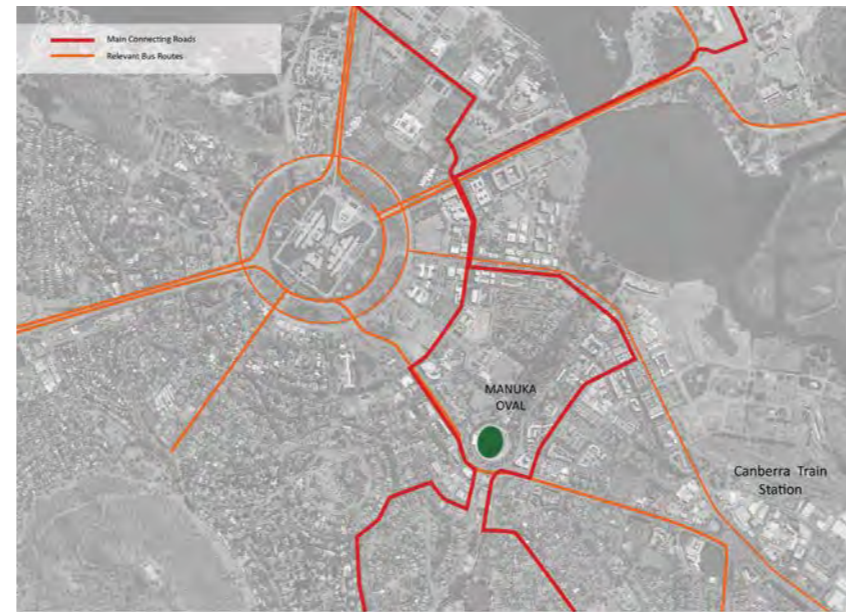 Main Connecting Roads
Relevant Bus Routes
MANUKA
OVAL
Canberra Train
Station